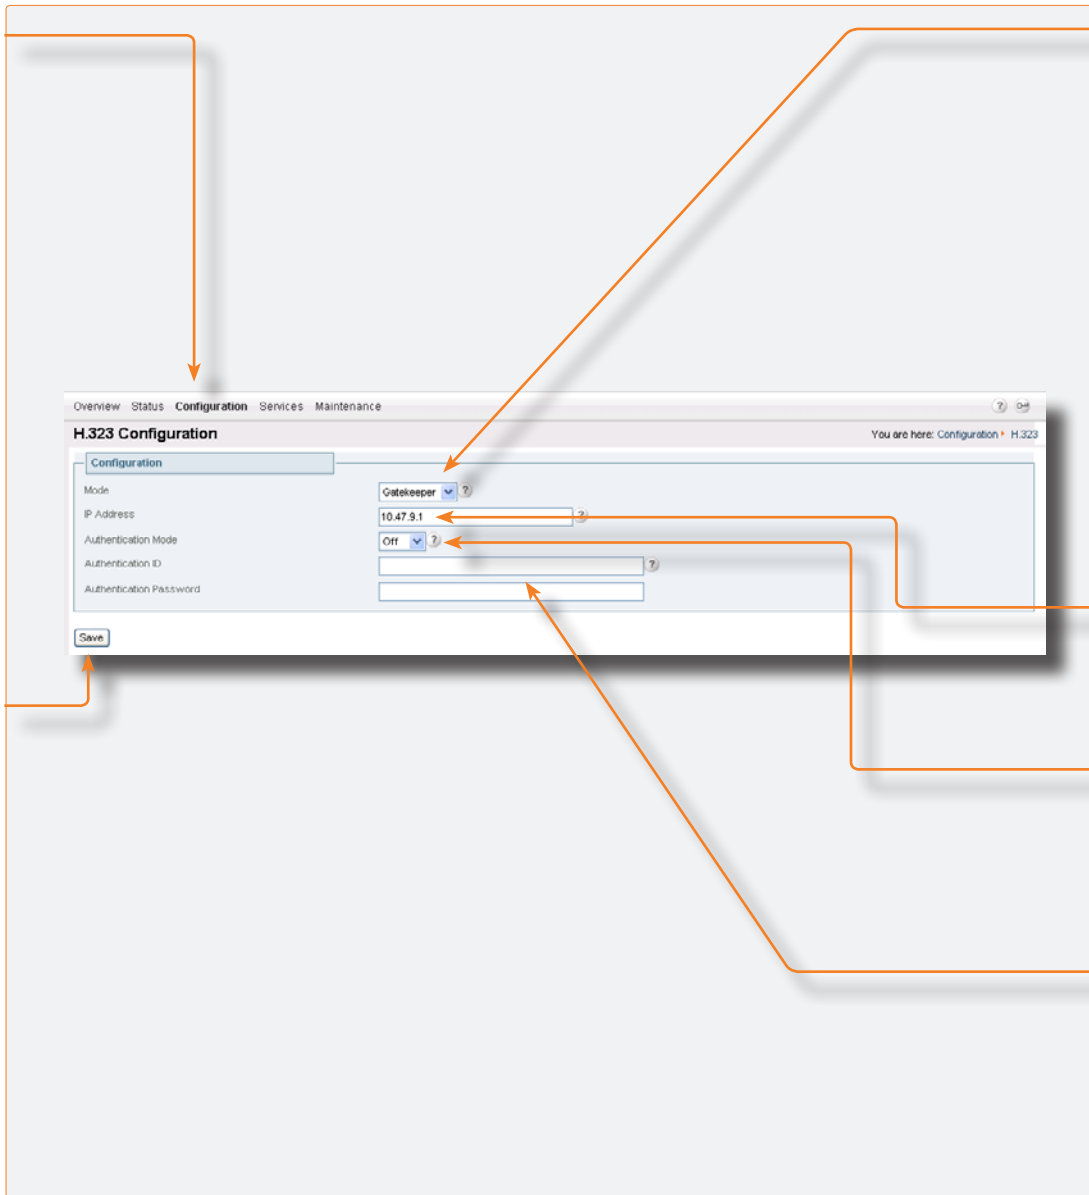 Overview Status Configuration Services Maintenance ?
H.323 Configuration You are here: Configuration H.323
Configuration
Mode Gatekeeper ?
IP Address 10.47.9.1 ?
Authentication Mode Off ?
Authentication ID ?
Authentication Password
Save